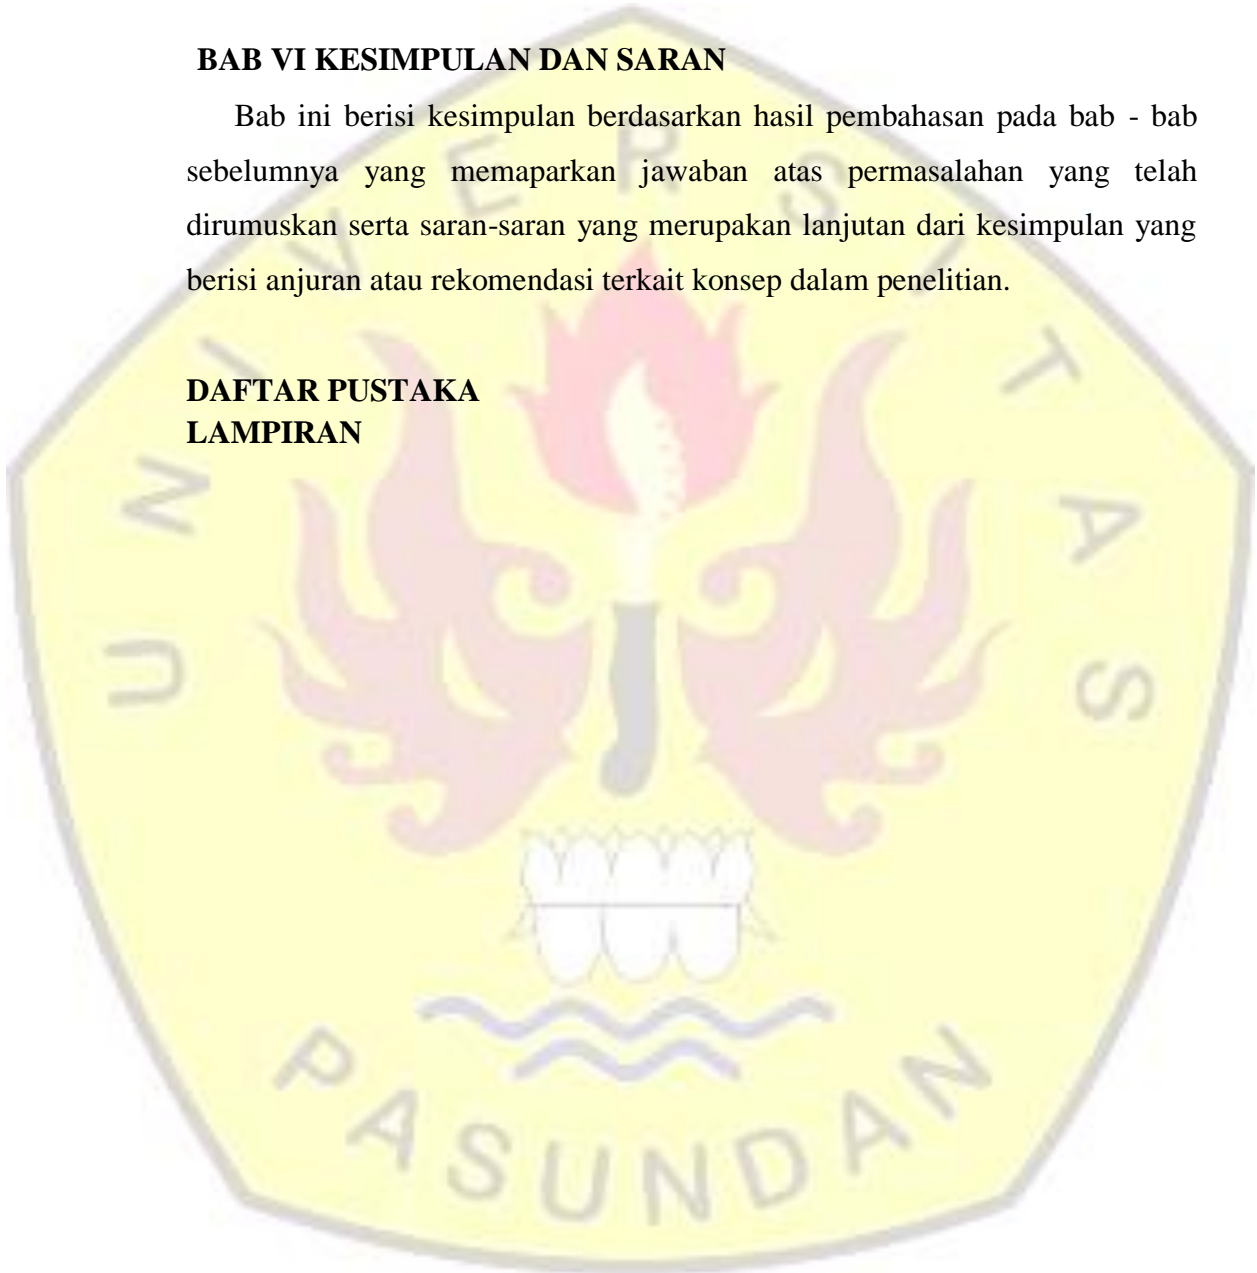 BAB VI KESIMPULAN DAN SARAN
Bab ini berisi kesimpulan berdasarkan hasil pembahasan pada bab - bab
sebelumnya yang memaparkan jawaban atas permasalahan yang telah
dirumuskan serta saran-saran yang merupakan lanjutan dari kesimpulan yang
berisi anjuran atau rekomendasi terkait konsep dalam penelitian.
DAFTAR PUSTAKA
LAMPIRAN
UNIVERSITAS
PASUNDAN